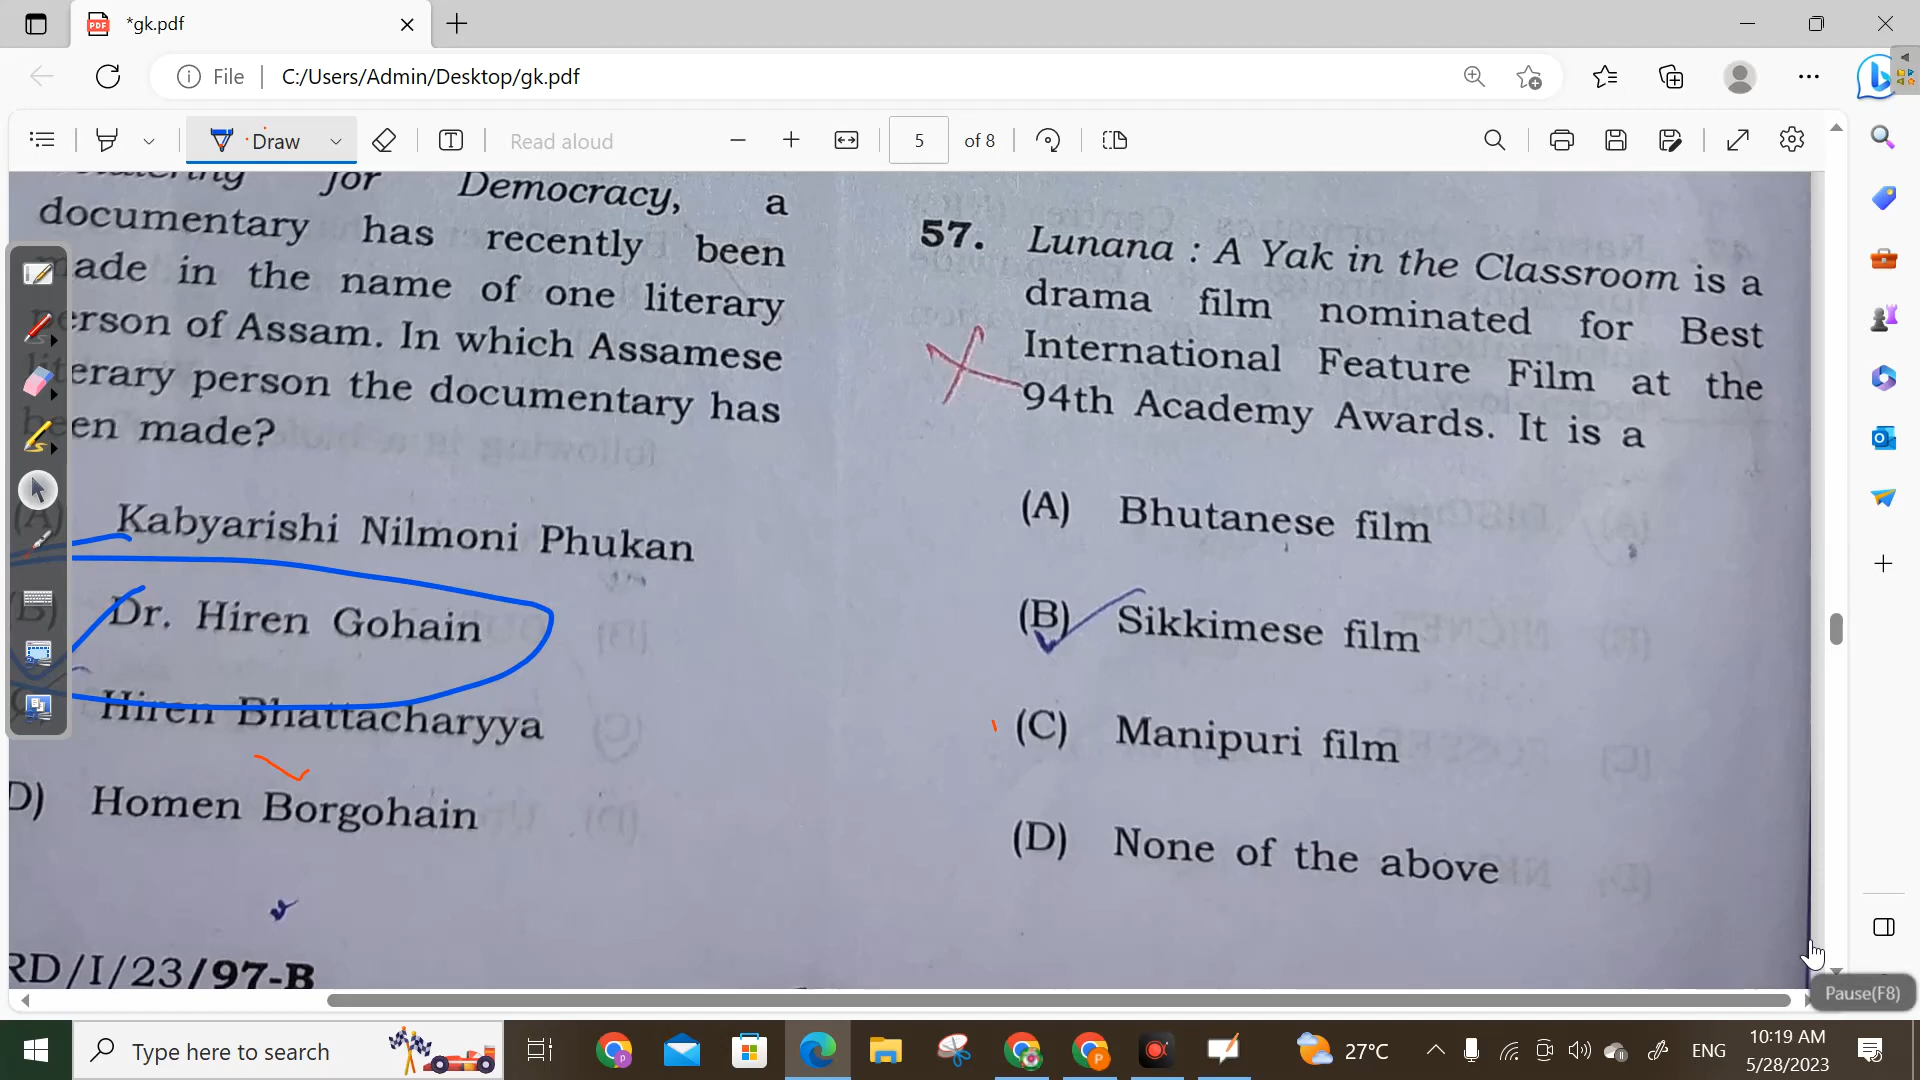 *gk.pdf
File
C:/Users/Admin/Desktop/gk.pdf
Draw
Read aloud
5
of 8
for Democracy, a
documentary has recently been
ade in the name of one literary
erson of Assam. In which Assamese
erary person the documentary has
en made?
Kabyarishi Nilmoni Phukan
Dr. Hiren Gohain
Hiren Bhattacharyya
D) Homen Borgohain
RD/I/23/97-B
57. Lunana : A Yak in the Classroom is a
drama film nominated for Best
International Feature Film at the
94th Academy Awards. It is a
(A) Bhutanese film
(B) Sikkimese film
(C) Manipuri film
(D) None of the above
Pause(F8)
Type here to search
27°C
ENG
10:19 AM
5/28/2023